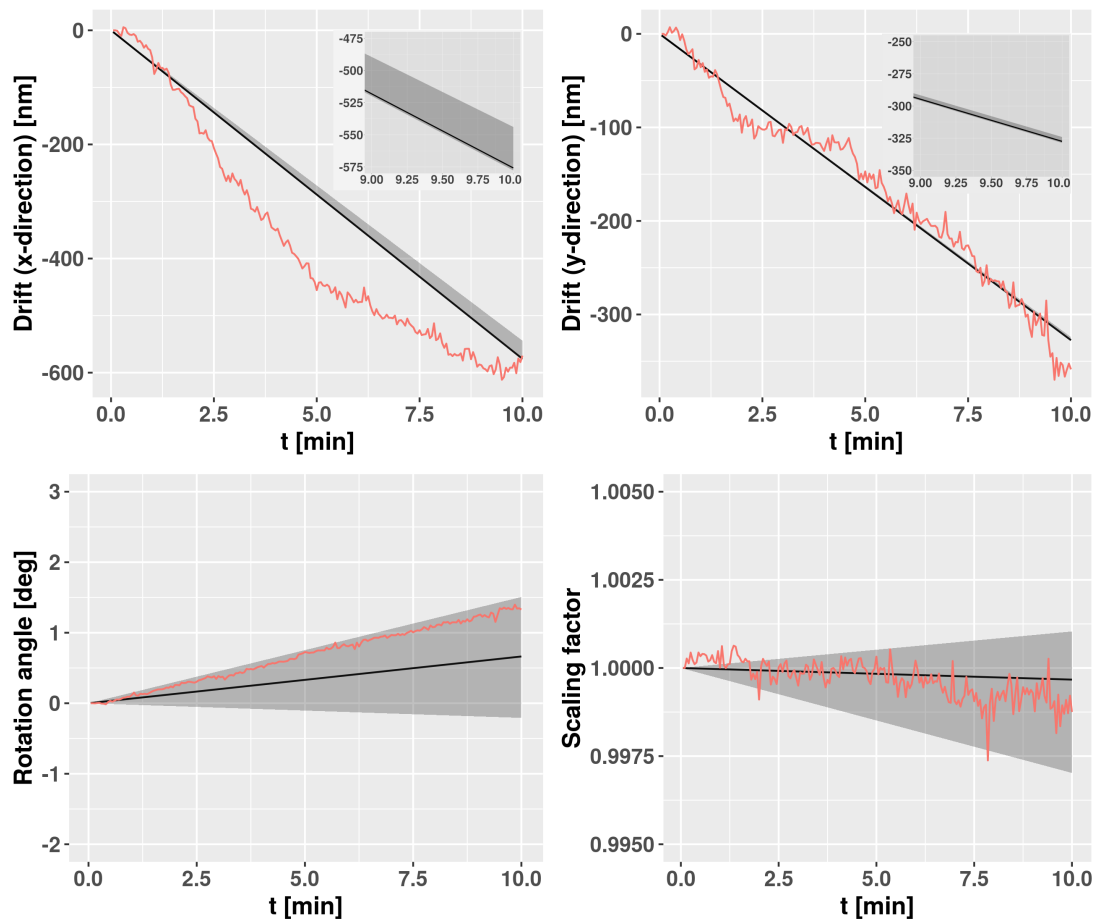 Drift (x-direction) [nm]
0
-200
-400
-600
-475
-500
-525
-550
-575
9.00 9.25 9.50 9.75 10.0
0.0 2.5 5.0 7.5 10.0
t [min]
Drift (y-direction) [nm]
0
-100
-200
-300
-250
-275
-300
-325
-350
9.00 9.25 9.50 9.75 10.0
0.0 2.5 5.0 7.5 10.0
t [min]
Rotation angle [deg]
3
2
1
0
-1
-2
0.0 2.5 5.0 7.5 10.0
t [min]
Scaling factor
1.0050
1.0025
1.0000
0.9975
0.9950
0.0 2.5 5.0 7.5 10.0
t [min]